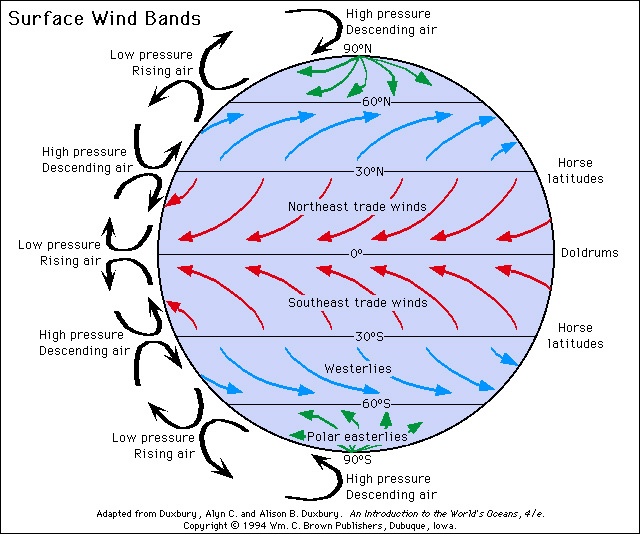 Surface Wind Bands
High pressure
Descending air
90ºN
Low pressure
Rising air
60ºN
High pressure
Descending air
30ºN
Horse
latitudes
Northeast trade winds
Low pressure
Rising air
0º
Doldrums
Southeast trade winds
High pressure
Descending air
30ºS
Horse
latitudes
Westerlies
60ºS
Low pressure
Rising air
Polar easterlies
90ºS
High pressure
Descending air
Adapted from Duxbury, Alyn C. and Alison B. Duxbury. An Introduction to the World's Oceans, 4/e.
Copyright © 1994 Wm. C. Brown Publishers, Dubuque, Iowa.